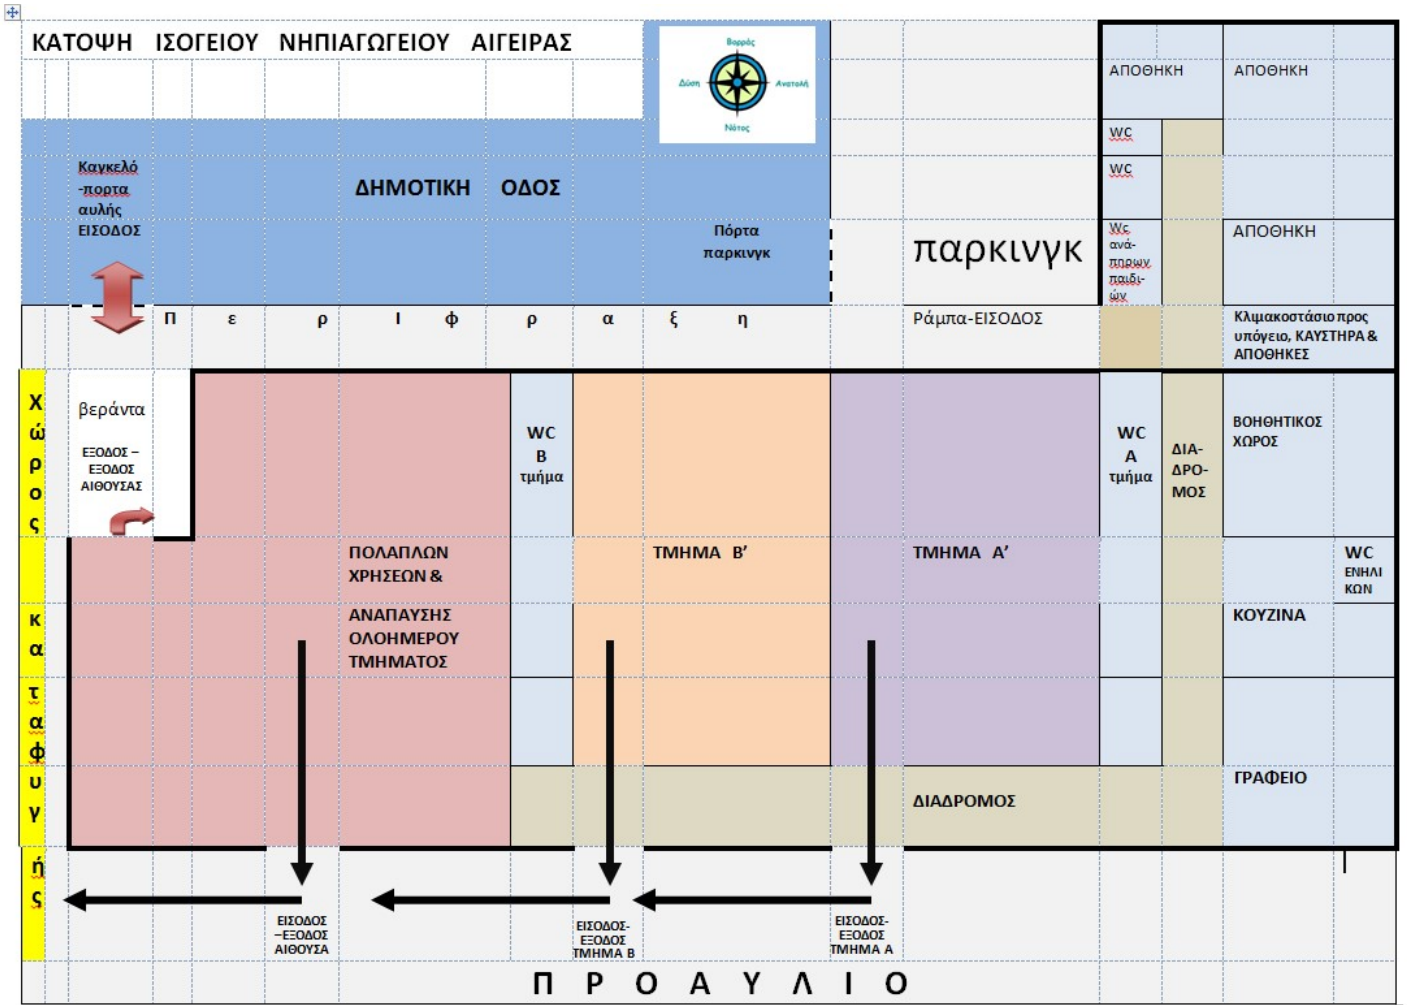 ΚΑΤΟΨΗ ΙΣΟΓΕΙΟΥ ΝΗΠΙΑΓΩΓΕΙΟΥ ΑΙΓΕΙΡΑΣ
Βορράς
Δύση
Ανατολή
Νότος
ΑΠΟΘΗΚΗ
ΑΠΟΘΗΚΗ
WC
WC
Καγκελό
-πορτα
αυλής
ΕΙΣΟΔΟΣ
ΔΗΜΟΤΙΚΗ ΟΔΟΣ
Πόρτα
παρκινγκ
παρκινγκ
Wc
ανά-
πηρων
παιδι-
ών
ΑΠΟΘΗΚΗ
Π ε ρ Ι φ ρ α ξ η
Ράμπα-ΕΙΣΟΔΟΣ
Κλιμακοστάσιο προς
υπόγειο, ΚΑΥΣΤΗΡΑ &
ΑΠΟΘΗΚΕΣ
Χ
ώ
ρ
ο
ς
κ
α
τ
α
φ
υ
γ
ή
ς
βεράντα
ΕΞΟΔΟΣ –
ΕΞΟΔΟΣ
ΑΙΘΟΥΣΑΣ
WC
Β
τμήμα
WC
Α
τμήμα
ΔΙΑ-
ΔΡΟ-
ΜΟΣ
ΒΟΗΘΗΤΙΚΟΣ
ΧΩΡΟΣ
ΠΟΛΑΠΛΩΝ
ΧΡΗΣΕΩΝ &
ΑΝΑΠΑΥΣΗΣ
ΟΛΟΗΜΕΡΟΥ
ΤΜΗΜΑΤΟΣ
ΤΜΗΜΑ Β’
ΤΜΗΜΑ Α’
WC
ΕΝΗΛΙ
ΚΩΝ
ΚΟΥΖΙΝΑ
ΔΙΑΔΡΟΜΟΣ
ΓΡΑΦΕΙΟ
ΕΙΣΟΔΟΣ
–ΕΞΟΔΟΣ
ΑΙΘΟΥΣΑ
ΕΙΣΟΔΟΣ-
ΕΞΟΔΟΣ
ΤΜΗΜΑ Β
ΕΙΣΟΔΟΣ-
ΕΞΟΔΟΣ
ΤΜΗΜΑ Α
Π Ρ Ο Α Υ Λ Ι Ο